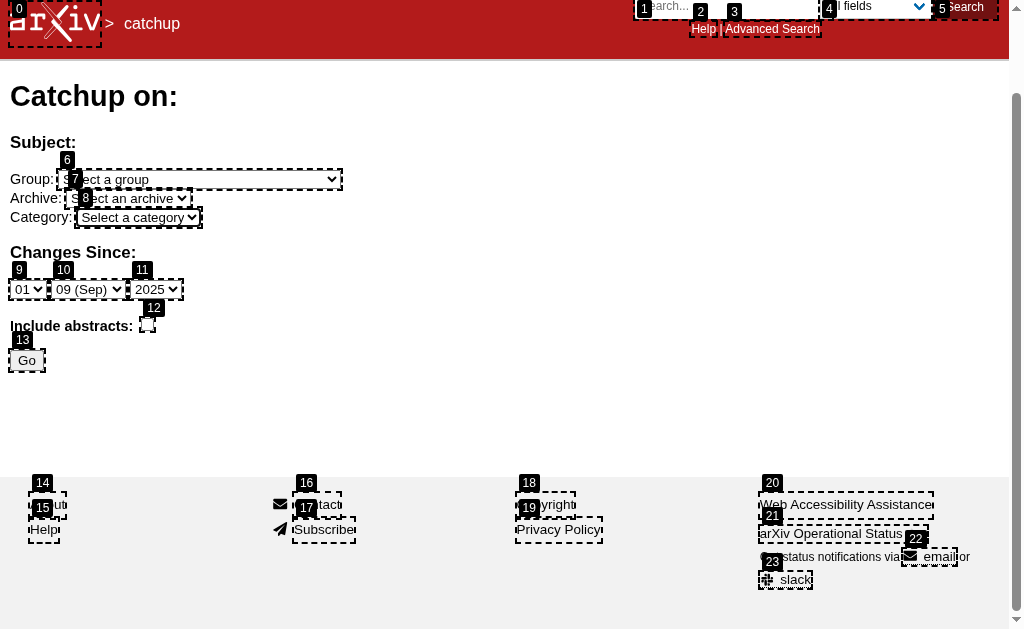 0
arXiv > catchup
1 2 3 4 5
earch... l fields Search
Help | Advanced Search
Catchup on:
Subject:
6
Group: Select a group
7
Archive: Select an archive
8
Category: Select a category
Changes Since:
9 10 11
01 09 (Sep) 2025
12
Include abstracts:
13
Go
14 16 18 20
ut ntact yright Web Accessibility Assistance
15 17 19 21
Help Subscribe Privacy Policy arXiv Operational Status
22
status notifications via email or
23
slack